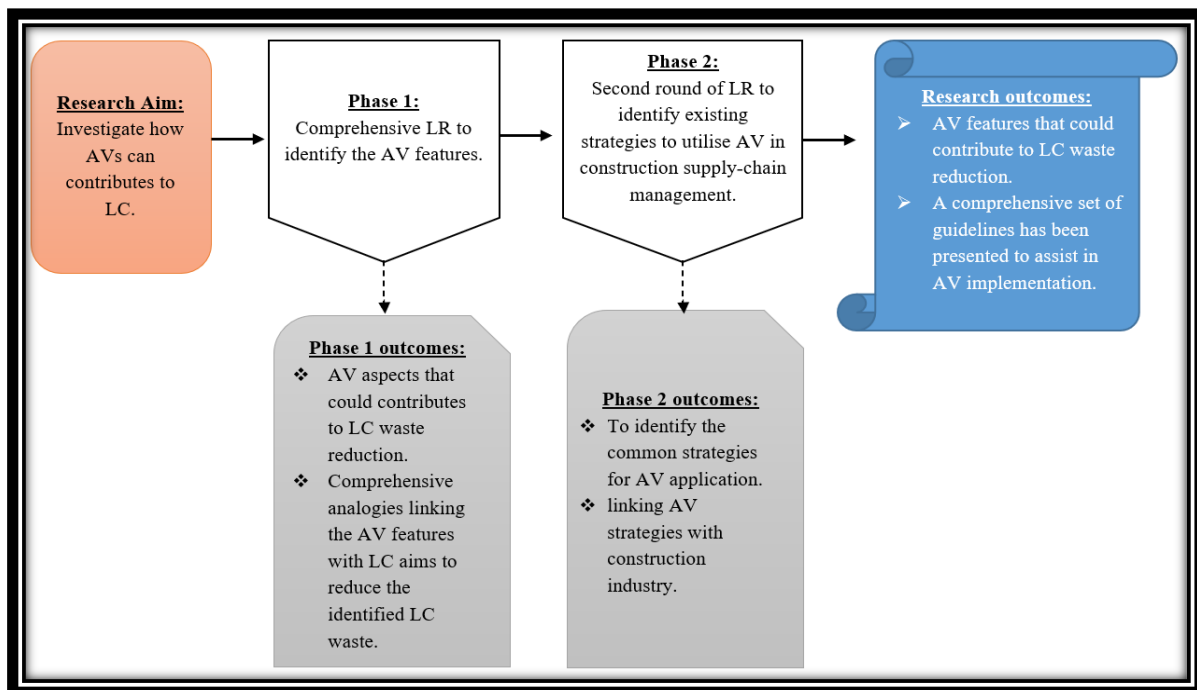 Research Aim:
Investigate how
AVs can
contributes to
LC.
Phase 1:
Comprehensive LR to
identify the AV features.
Phase 2:
Second round of LR to
identify existing
strategies to utilise AV in
construction supply-chain
management.
Research outcomes:
➢ AV features that could
contribute to LC waste
reduction.
➢ A comprehensive set of
guidelines has been
presented to assist in
AV implementation.
Phase 1 outcomes:
❖ AV aspects that
could contributes
to LC waste
reduction.
❖ Comprehensive
analogies linking
the AV features
with LC aims to
reduce the
identified LC
waste.
Phase 2 outcomes:
❖ To identify the
common strategies
for AV application.
❖ linking AV
strategies with
construction
industry.